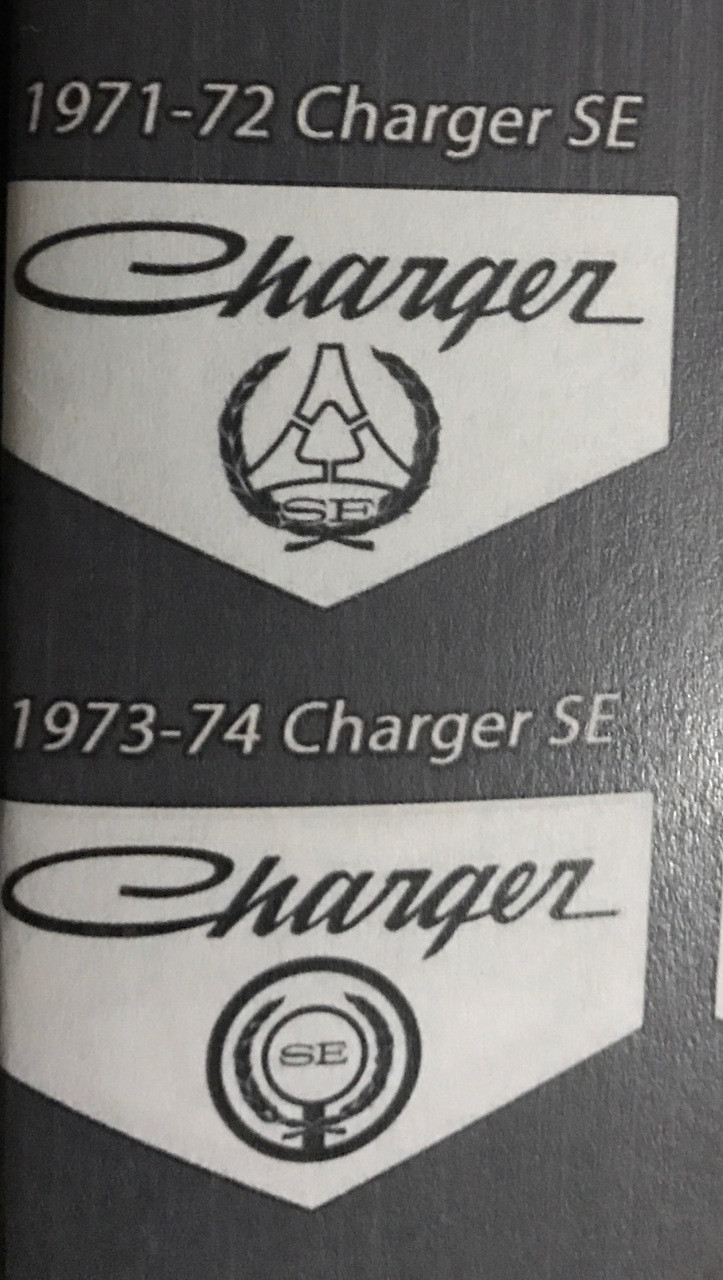 1971-72 Charger SE
Charger
SE
1973-74 Charger SE
Charger
SE